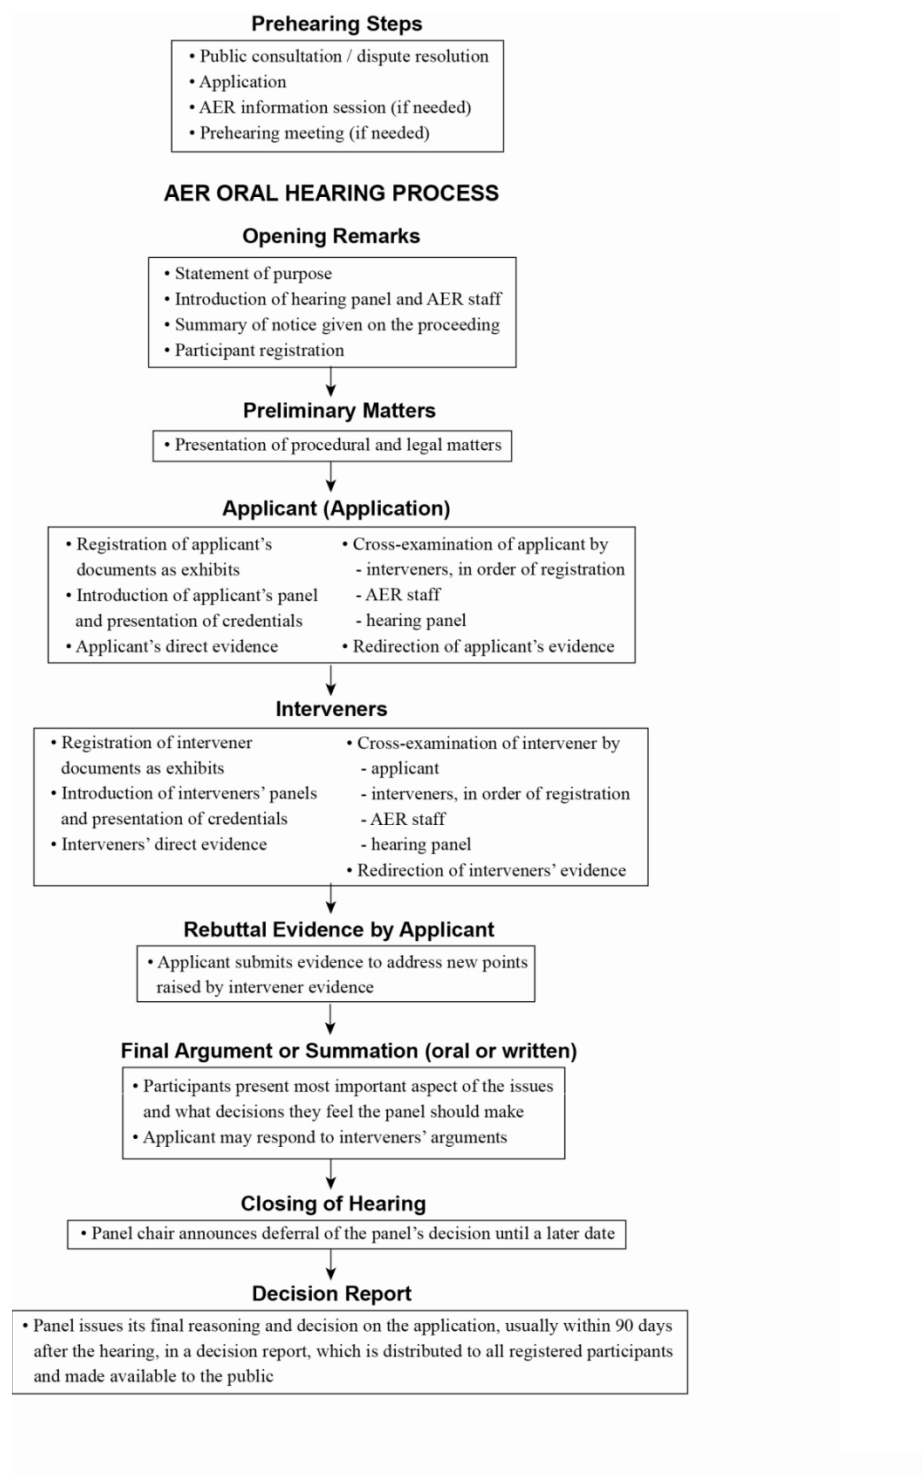 Prehearing Steps
• Public consultation / dispute resolution
• Application
• AER information session (if needed)
• Prehearing meeting (if needed)
AER ORAL HEARING PROCESS
Opening Remarks
• Statement of purpose
• Introduction of hearing panel and AER staff
• Summary of notice given on the proceeding
• Participant registration
Preliminary Matters
• Presentation of procedural and legal matters
Applicant (Application)
• Registration of applicant’s
documents as exhibits
• Introduction of applicant’s panel
and presentation of credentials
• Applicant’s direct evidence
• Cross-examination of applicant by
- interveners, in order of registration
- AER staff
- hearing panel
• Redirection of applicant’s evidence
Interveners
• Registration of intervener
documents as exhibits
• Introduction of interveners’ panels
and presentation of credentials
• Interveners’ direct evidence
• Cross-examination of intervener by
- applicant
- interveners, in order of registration
- AER staff
- hearing panel
• Redirection of interveners’ evidence
Rebuttal Evidence by Applicant
• Applicant submits evidence to address new points
raised by intervener evidence
Final Argument or Summation (oral or written)
• Participants present most important aspect of the issues
and what decisions they feel the panel should make
• Applicant may respond to interveners’ arguments
Closing of Hearing
• Panel chair announces deferral of the panel’s decision until a later date
Decision Report
• Panel issues its final reasoning and decision on the application, usually within 90 days
after the hearing, in a decision report, which is distributed to all registered participants
and made available to the public